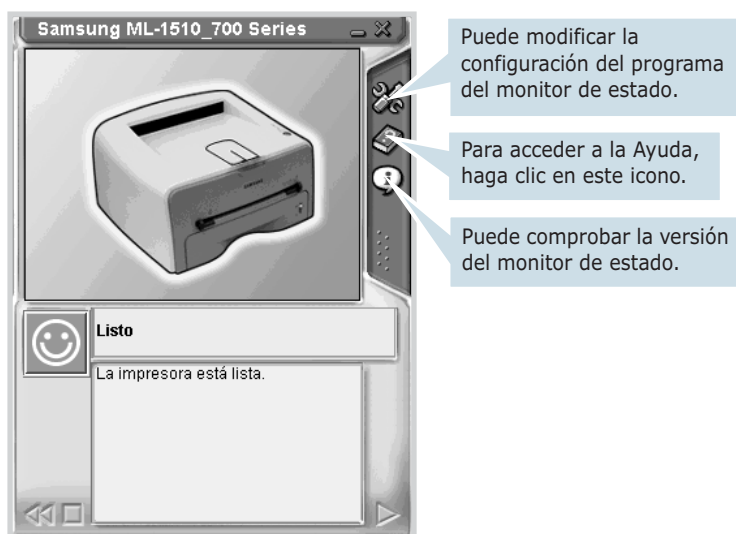 Samsung ML-1510_700 Series
Puede modificar la
configuración del programa
del monitor de estado.
Para acceder a la Ayuda,
haga clic en este icono.
Puede comprobar la versión
del monitor de estado.
Listo
La impresora está lista.